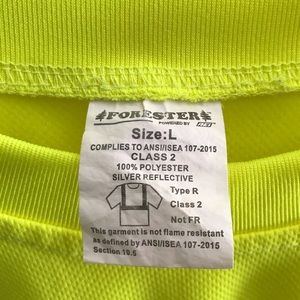 FORESTER
POWERED BY
Size:L
COMPLIES TO ANSI/ISEA 107-2015
CLASS 2
100% POLYESTER
SILVER REFLECTIVE
Type R
Class 2
Not FR
This garment is not flame resistant
as defined by ANSI/ISEA 107-2015
Section 10.5